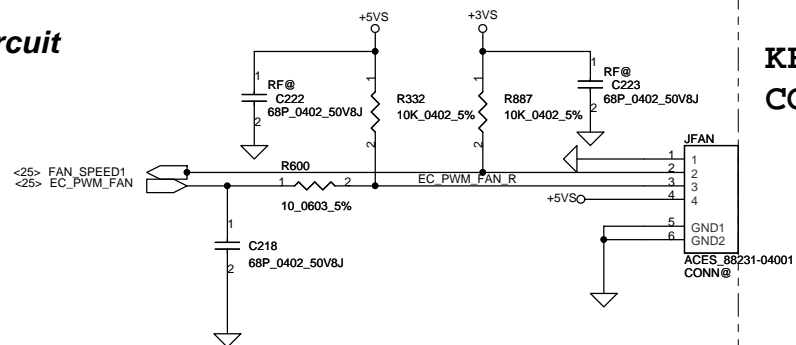 rcuit
+5VS
+3VS
KB
CO
1
RF@
C222
68P_0402_50V8J
2
1
R332
10K_0402_5%
2
1
R887
10K_0402_5%
2
1
RF@
C223
68P_0402_50V8J
2
JFAN
<25> FAN_SPEED1
<25> EC_PWM_FAN
R600
1 2
10_0603_5%
EC_PWM_FAN_R
+5VS
1 1
2 2
3 3
4 4
5 GND1
6 GND2
ACES_88231-04001
CONN@
1
C218
68P_0402_50V8J
2